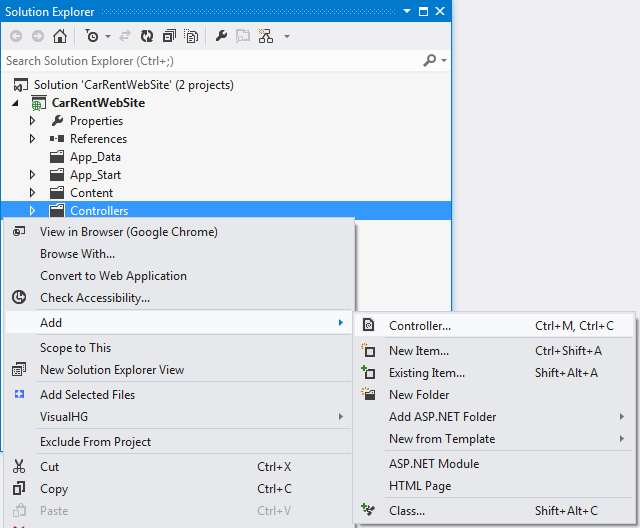 Solution Explorer
Search Solution Explorer (Ctrl+;)
Solution 'CarRentWebSite' (2 projects)
CarRentWebSite
Properties
References
App_Data
App_Start
Content
Controllers
View in Browser (Google Chrome)
Browse With...
Convert to Web Application
Check Accessibility...
Add
Scope to This
New Solution Explorer View
Add Selected Files
VisualHG
Exclude From Project
Cut Ctrl+X
Copy Ctrl+C
Paste Ctrl+V
Controller... Ctrl+M, Ctrl+C
New Item... Ctrl+Shift+A
Existing Item... Shift+Alt+A
New Folder
Add ASP.NET Folder
New from Template
ASP.NET Module
HTML Page
Class... Shift+Alt+C